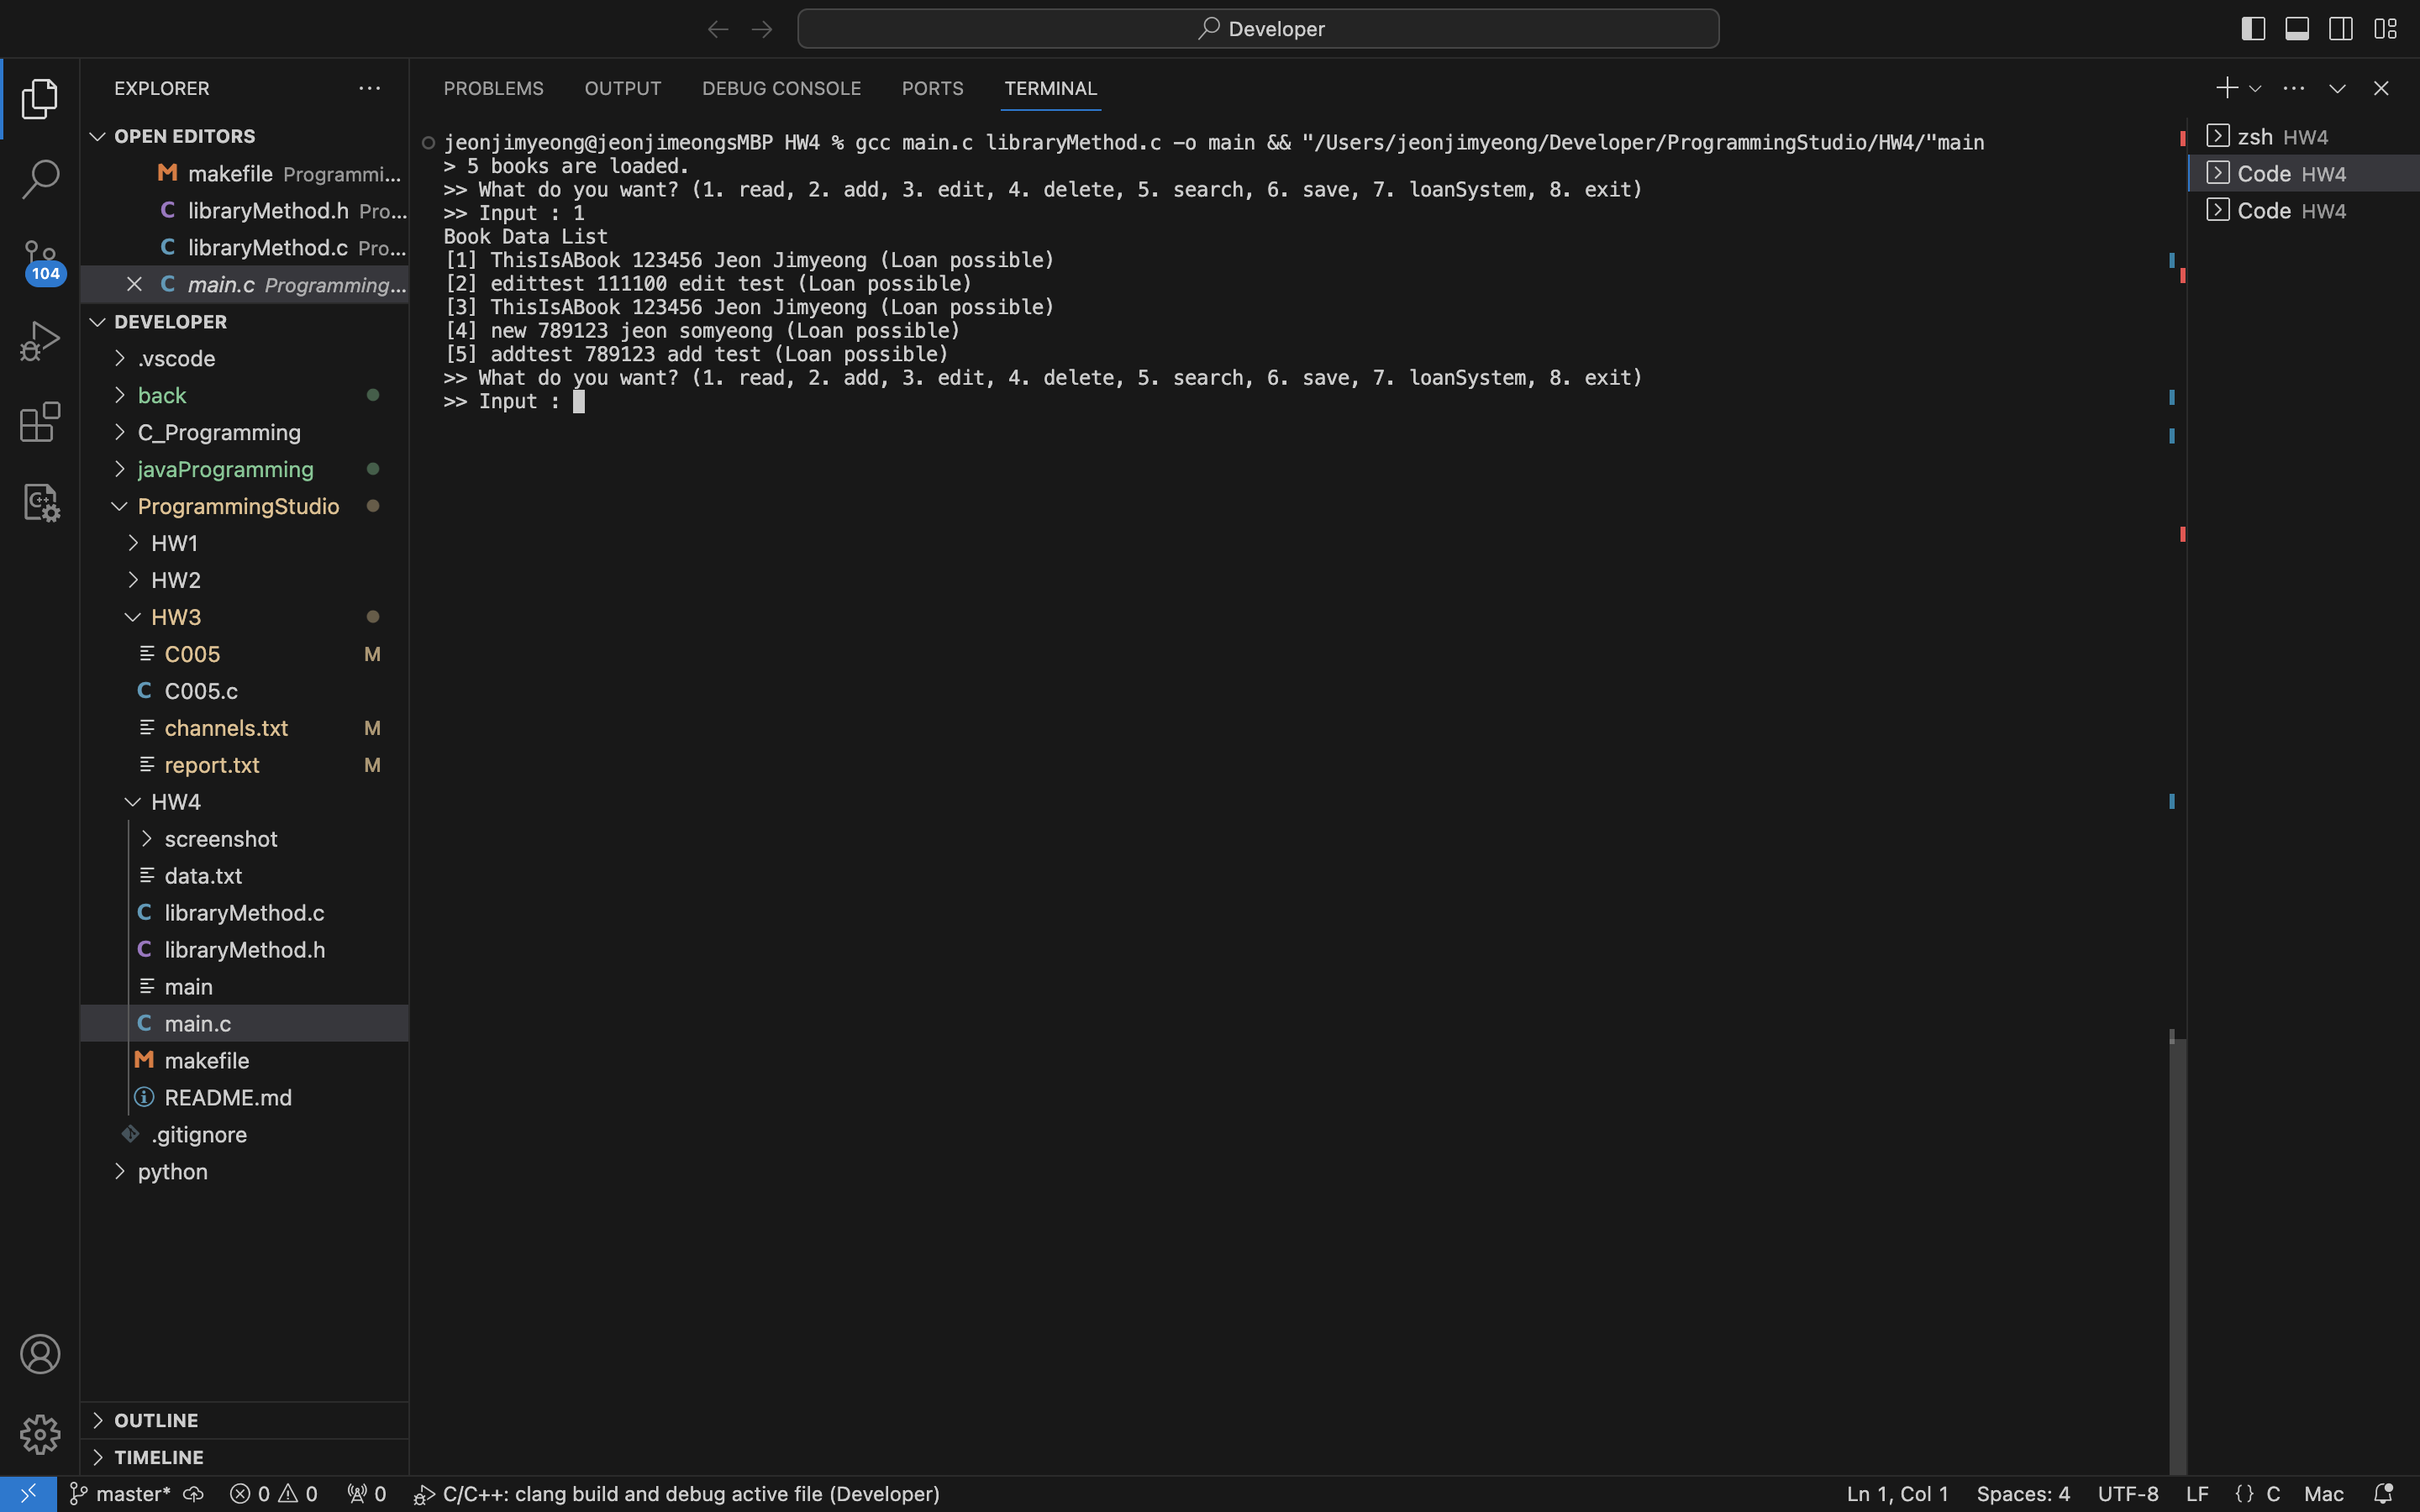 Developer
EXPLORER
OPEN EDITORS
makefile Programmi...
libraryMethod.h Pro...
libraryMethod.c Pro...
main.c Programming...
104
DEVELOPER
.vscode
back
C_Programming
javaProgramming
ProgrammingStudio
HW1
HW2
HW3
C005 M
C005.c
channels.txt M
report.txt M
HW4
screenshot
data.txt
libraryMethod.c
libraryMethod.h
main
main.c
makefile
README.md
.gitignore
python
OUTLINE
TIMELINE
PROBLEMS OUTPUT DEBUG CONSOLE PORTS TERMINAL
jeonjimyeong@jeonjimeongsMBP HW4 % gcc main.c libraryMethod.c -o main && "/Users/jeonjimyeong/Developer/ProgrammingStudio/HW4/"main
> 5 books are loaded.
>> What do you want? (1. read, 2. add, 3. edit, 4. delete, 5. search, 6. save, 7. loanSystem, 8. exit)
>> Input : 1
Book Data List
[1] ThisIsABook 123456 Jeon Jimyeong (Loan possible)
[2] edittest 111100 edit test (Loan possible)
[3] ThisIsABook 123456 Jeon Jimyeong (Loan possible)
[4] new 789123 jeon somyeong (Loan possible)
[5] addtest 789123 add test (Loan possible)
>> What do you want? (1. read, 2. add, 3. edit, 4. delete, 5. search, 6. save, 7. loanSystem, 8. exit)
>> Input :
zsh HW4
Code HW4
Code HW4
master* 0 0 0 C/C++: clang build and debug active file (Developer) Ln 1, Col 1 Spaces: 4 UTF-8 LF {} C Mac